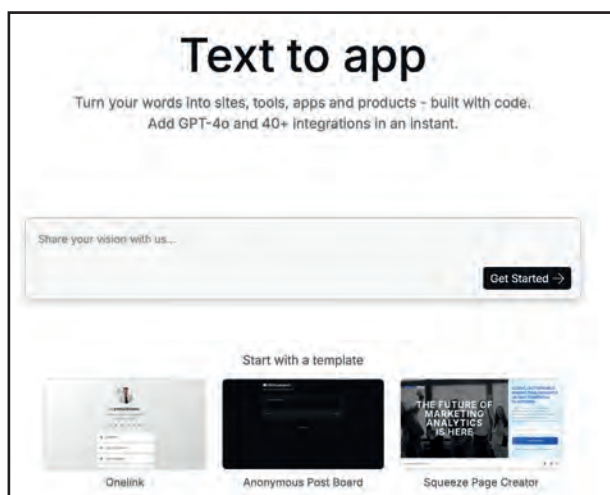 Text to app
Turn your words into sites, tools, apps and products - built with code.
Add GPT-4o and 40+ integrations in an instant.
Share your vision with us...
Get Started →
Start with a template
THE FUTURE OF
MARKETING
ANALYTICS
IS HERE
Onelink
Anonymous Post Board
Squeeze Page Creator